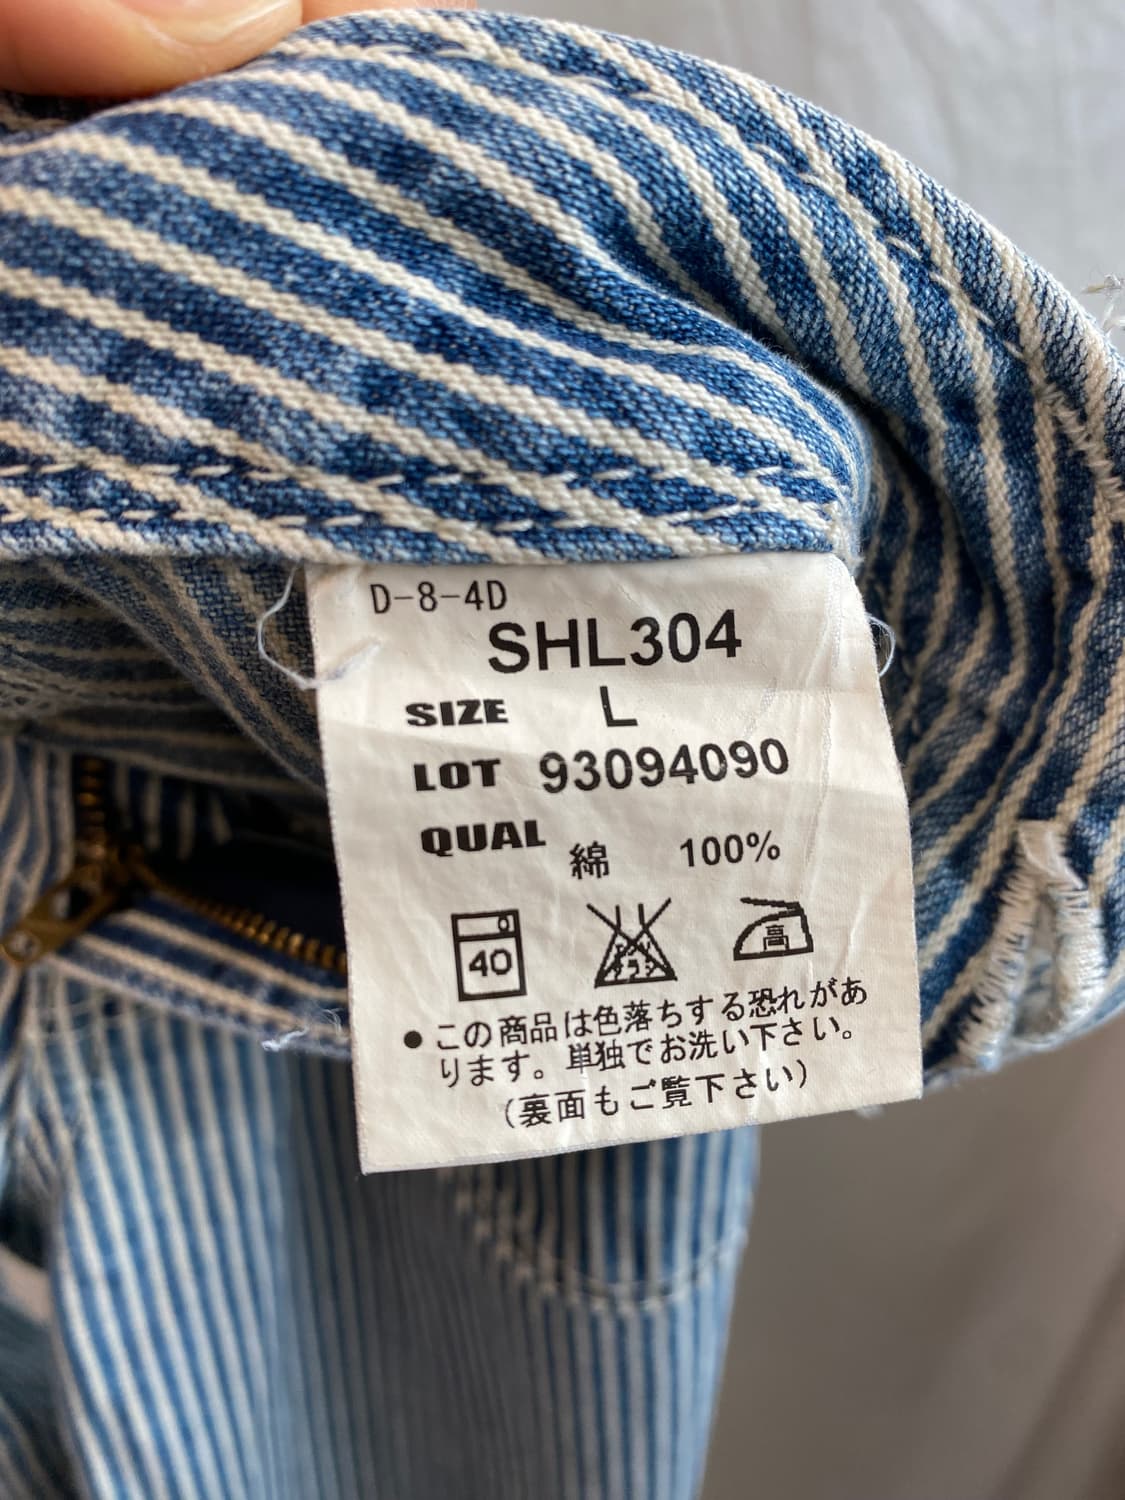 D-8-4D
SHL304
SIZE L
LOT 93094090
QUAL 綿 100%
40 高
●この商品は色落ちする恐れがあ
ります。単独でお洗い下さい。
(裏面もご覧下さい)